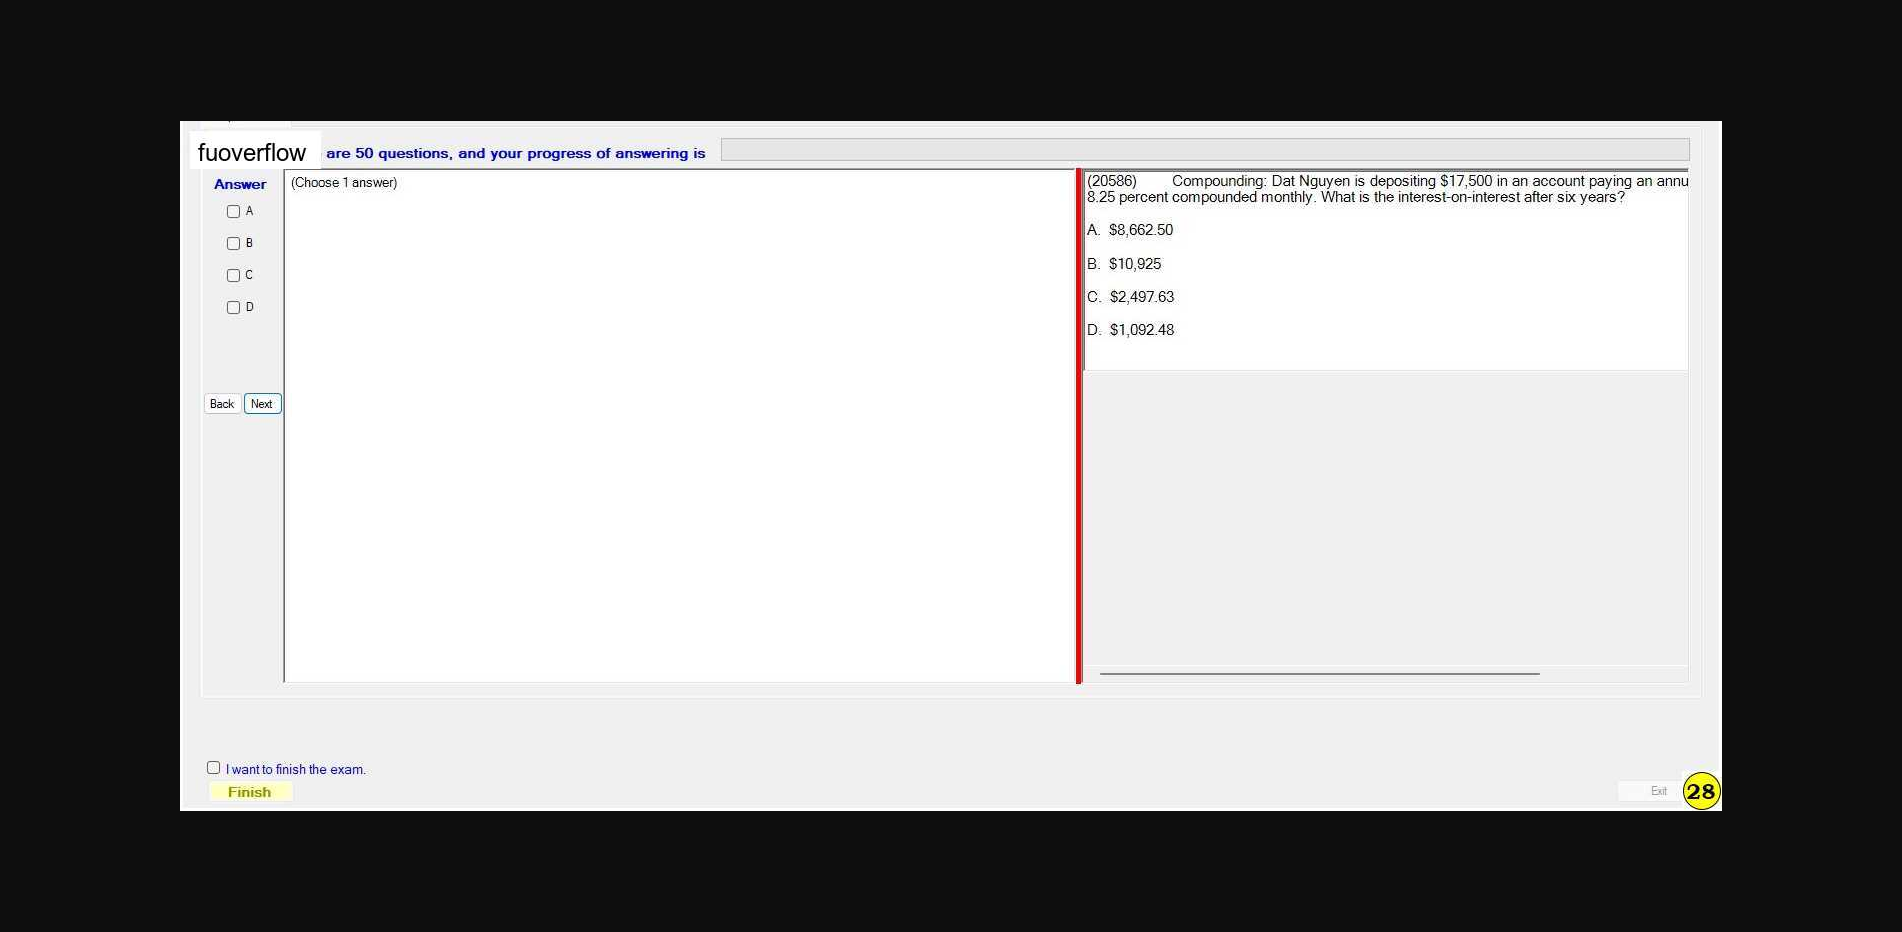 fuoverflow are 50 questions, and your progress of answering is
Answer
A
B
C
D
Back Next
(Choose 1 answer)
(20586) Compounding: Dat Nguyen is depositing $17,500 in an account paying an annu
8.25 percent compounded monthly. What is the interest-on-interest after six years?
A. $8,662.50
B. $10,925
C. $2,497.63
D. $1,092.48
I want to finish the exam.
Finish
Exit
28